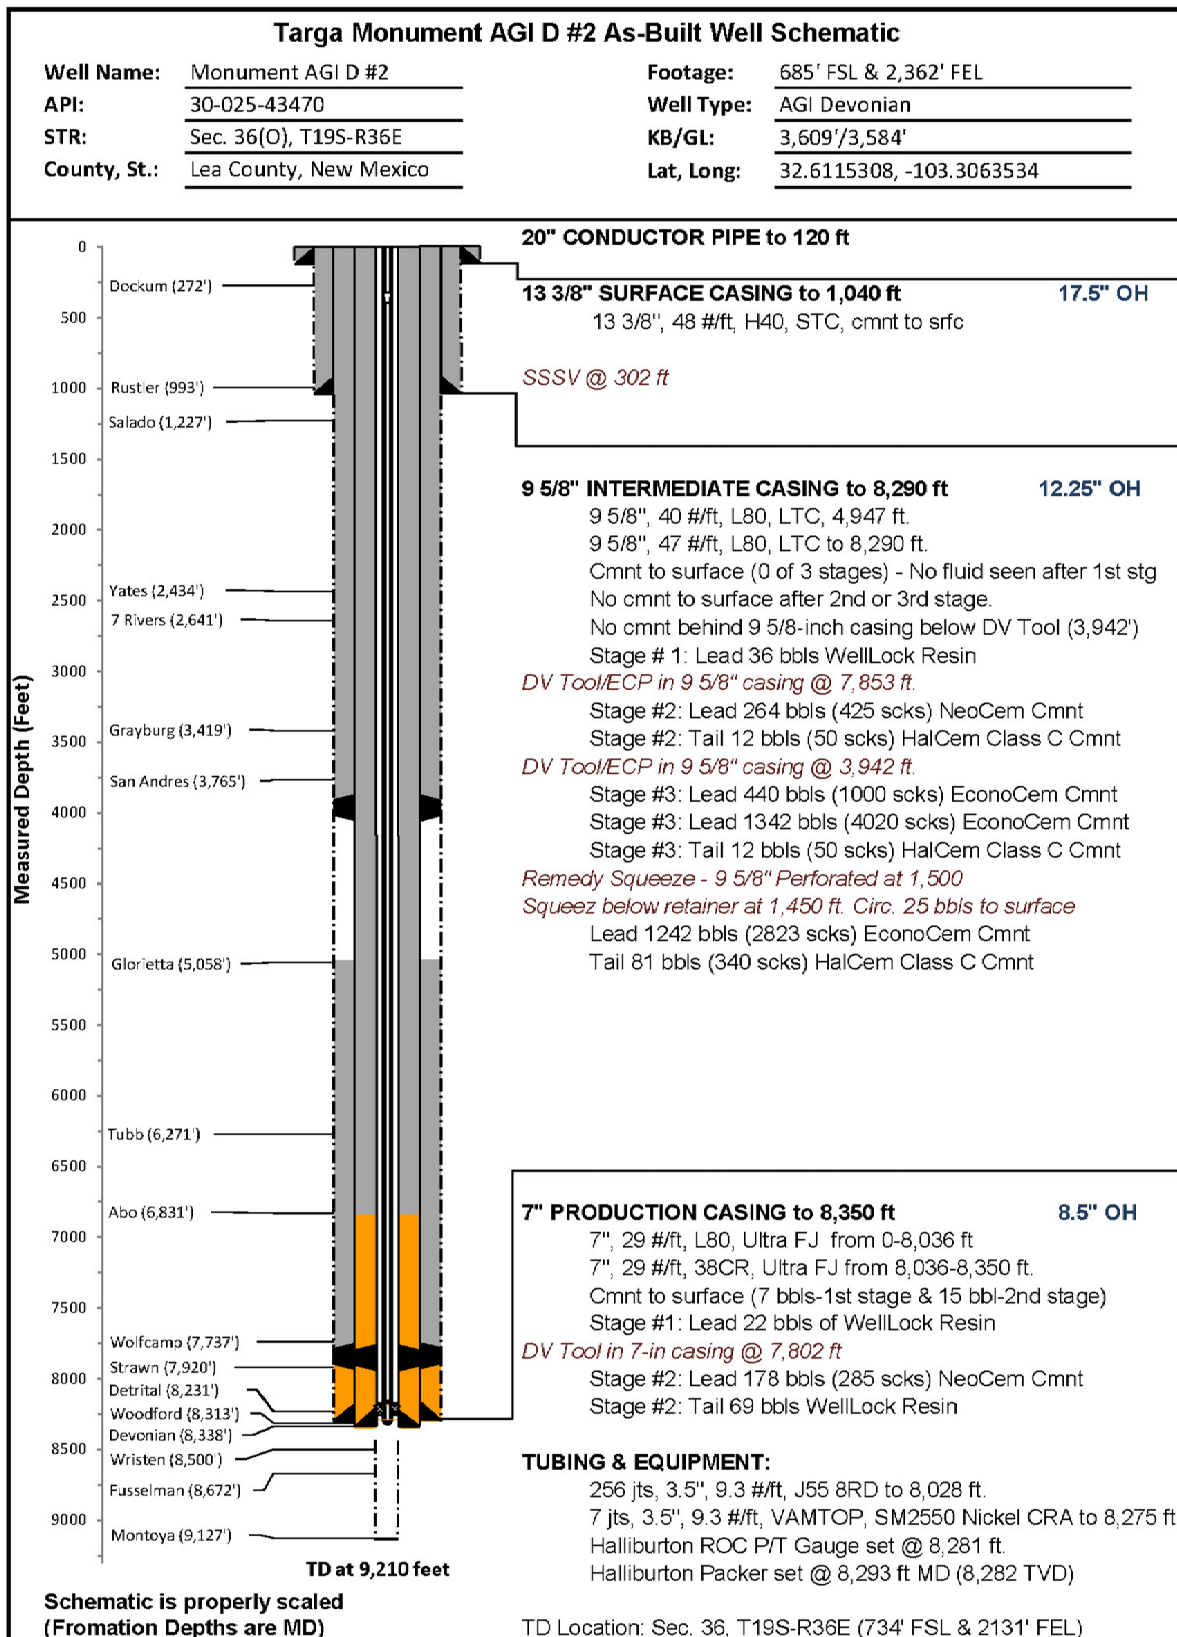 Targa Monument AGI D #2 As-Built Well Schematic
Well Name: Monument AGI D #2
Footage: 685' FSL & 2,362' FEL
API: 30-025-43470
Well Type: AGI Devonian
STR: Sec. 36(O), T19S-R36E
KB/GL: 3,609'/3,584'
County, St.: Lea County, New Mexico
Lat, Long: 32.6115308, -103.3063534
Measured Depth (Feet)
0
500
1000
1500
2000
2500
3000
3500
4000
4500
5000
5500
6000
6500
7000
7500
8000
8500
9000
Dockum (272')
Rustler (993')
Salado (1,227')
Yates (2,434')
7 Rivers (2,641')
Grayburg (3,419')
San Andres (3,765')
Glorietta (5,058')
Tubb (6,271')
Abo (6,831')
Wolfcamp (7,737')
Strawn (7,920')
Detrital (8,231')
Woodford (8,313')
Devonian (8,338')
Wristen (8,500')
Fusselman (8,672')
Montoya (9,127')
TD at 9,210 feet
Schematic is properly scaled
(Fromation Depths are MD)
20" CONDUCTOR PIPE to 120 ft
13 3/8" SURFACE CASING to 1,040 ft 17.5" OH
13 3/8", 48 #/ft, H40, STC, cmnt to srfc
SSSV @ 302 ft
9 5/8" INTERMEDIATE CASING to 8,290 ft 12.25" OH
9 5/8", 40 #/ft, L80, LTC, 4,947 ft.
9 5/8", 47 #/ft, L80, LTC to 8,290 ft.
Cmnt to surface (0 of 3 stages) - No fluid seen after 1st stg
No cmnt to surface after 2nd or 3rd stage.
No cmnt behind 9 5/8-inch casing below DV Tool (3,942')
Stage # 1: Lead 36 bbls WellLock Resin
DV Tool/ECP in 9 5/8" casing @ 7,853 ft.
Stage #2: Lead 264 bbls (425 scks) NeoCem Cmnt
Stage #2: Tail 12 bbls (50 scks) HalCem Class C Cmnt
DV Tool/ECP in 9 5/8" casing @ 3,942 ft.
Stage #3: Lead 440 bbls (1000 scks) EconoCem Cmnt
Stage #3: Lead 1342 bbls (4020 scks) EconoCem Cmnt
Stage #3: Tail 12 bbls (50 scks) HalCem Class C Cmnt
Remedy Squeeze - 9 5/8" Perforated at 1,500
Squeez below retainer at 1,450 ft. Circ. 25 bbls to surface
Lead 1242 bbls (2823 scks) EconoCem Cmnt
Tail 81 bbls (340 scks) HalCem Class C Cmnt
7" PRODUCTION CASING to 8,350 ft 8.5" OH
7", 29 #/ft, L80, Ultra FJ from 0-8,036 ft
7", 29 #/ft, 38CR, Ultra FJ from 8,036-8,350 ft.
Cmnt to surface (7 bbls-1st stage & 15 bbl-2nd stage)
Stage #1: Lead 22 bbls of WellLock Resin
DV Tool in 7-in casing @ 7,802 ft
Stage #2: Lead 178 bbls (285 scks) NeoCem Cmnt
Stage #2: Tail 69 bbls WellLock Resin
TUBING & EQUIPMENT:
256 jts, 3.5", 9.3 #/ft, J55 8RD to 8,028 ft.
7 jts, 3.5", 9.3 #/ft, VAMTOP, SM2550 Nickel CRA to 8,275 ft
Halliburton ROC P/T Gauge set @ 8,281 ft.
Halliburton Packer set @ 8,293 ft MD (8,282 TVD)
TD Location: Sec. 36, T19S-R36E (734' FSL & 2131' FEL)